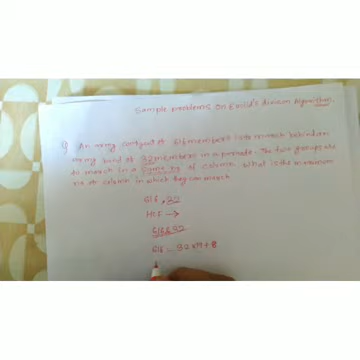 Sample problems on Euclid's division Algorithm
An army contingent of 616 members is to march behind an
army band of 32 members in a parade. The two groups are
to march in a same no of columns. What is the maximum
no of columns in which they can march
616, 32
HCF →
616, 32
616 = 32 x 19 + 8